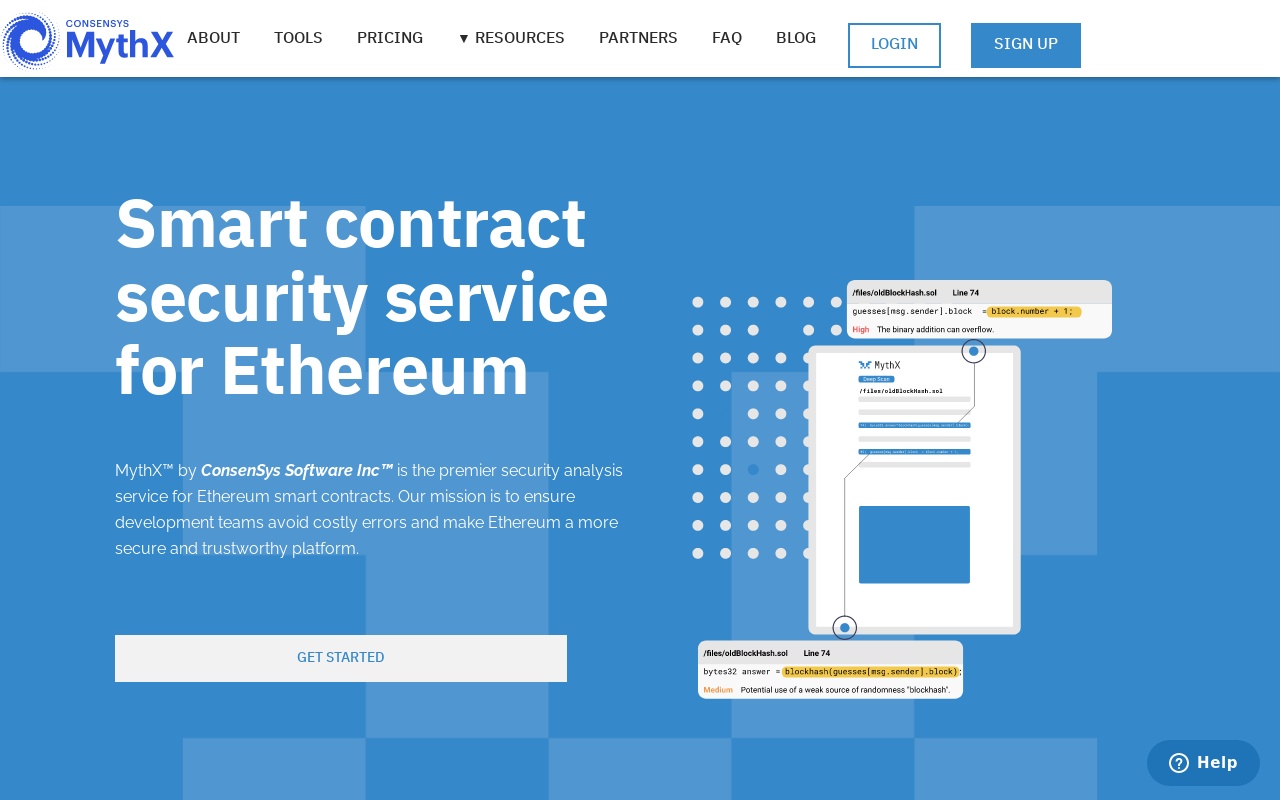 CONSENSYS
MythX
ABOUT
TOOLS
PRICING
▼ RESOURCES
PARTNERS
FAQ
BLOG
LOGIN
SIGN UP
Smart contract
security service
for Ethereum
MythX™ by ConsenSys Software Inc™ is the premier security analysis
service for Ethereum smart contracts. Our mission is to ensure
development teams avoid costly errors and make Ethereum a more
secure and trustworthy platform.
GET STARTED
/files/oldBlockHash.sol Line 74
guesses[msg.sender].block = block.number + 1;
High The binary addition can overflow.
MythX
Deep Scan
/files/oldBlockHash.sol
/files/oldBlockHash.sol Line 74
bytes32 answer = blockhash(guesses[msg.sender].block);
Medium Potential use of a weak source of randomness "blockhash".
Help